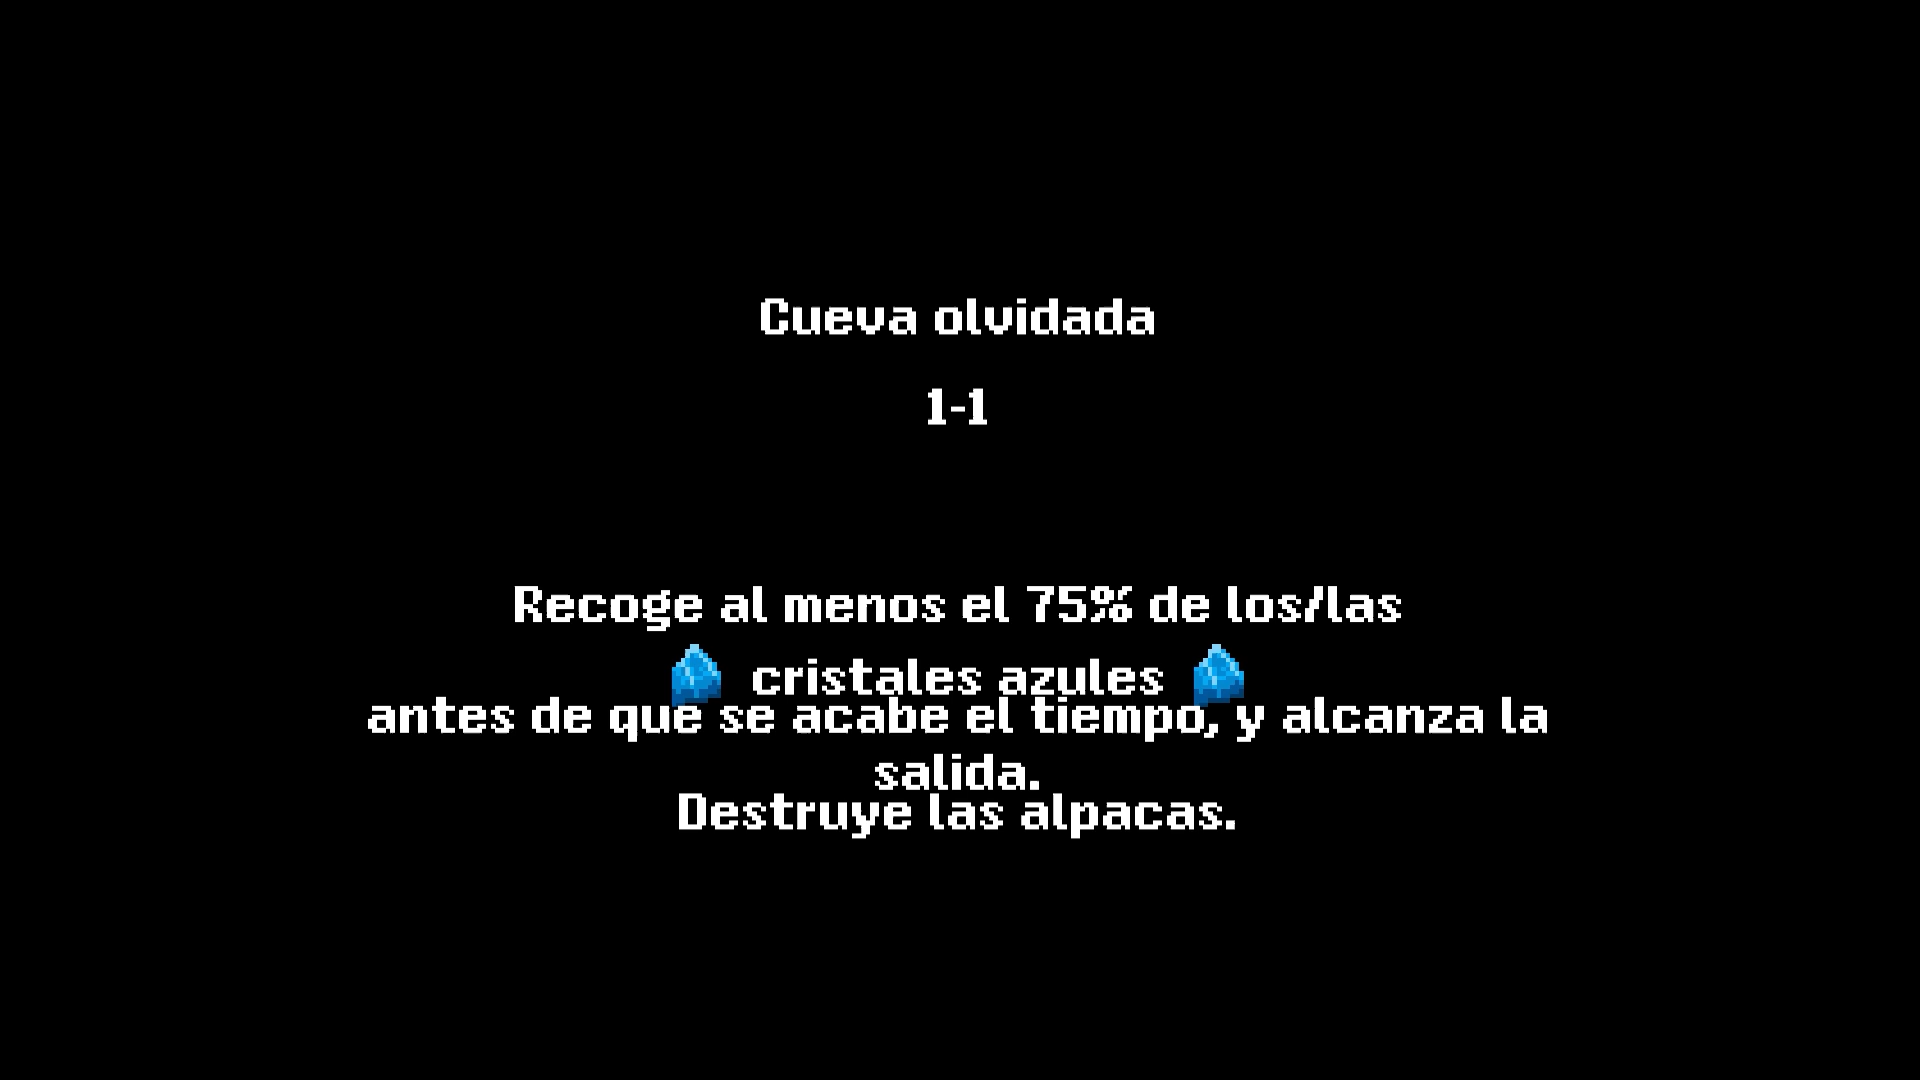 Cueva olvidada
1-1
Recoge al menos el 75% de los/las
cristales azules
antes de que se acabe el tiempo, y alcanza la
salida.
Destruye las alpacas.